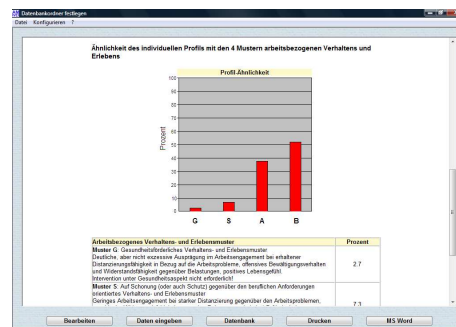 Datenbankordner festlegen
Datei Konfigurieren ?
Ähnlichkeit des individuellen Profils mit den 4 Mustern arbeitsbezogenen Verhaltens und
Erlebens
Profil-Ähnlichkeit
Prozent
100
90
80
70
60
50
40
30
20
10
0
G S A B
Arbeitsbezogenes Verhaltens- und Erlebensmuster Prozent
Muster G: Gesundheitsförderliches Verhaltens- und Erlebensmuster
Deutliche, aber nicht exzessive Ausprägung im Arbeitsengagement bei erhaltener
Distanzierungsfähigkeit in Bezug auf die Arbeitsprobleme, offensives Bewältigungsverhalten
und Widerstandsfähigkeit gegenüber Belastungen, positives Lebensgefühl.
Intervention unter Gesundheitsaspekt nicht erforderlich!
2.7
Muster S: Auf Schonung (oder auch Schutz) gegenüber den beruflichen Anforderungen
orientiertes Verhaltens- und Erlebensmuster
Geringes Arbeitsengagement bei starker Distanzierung gegenüber den Arbeitsproblemen,
7.3
Bearbeiten Daten eingeben Datenbank Drucken MS Word